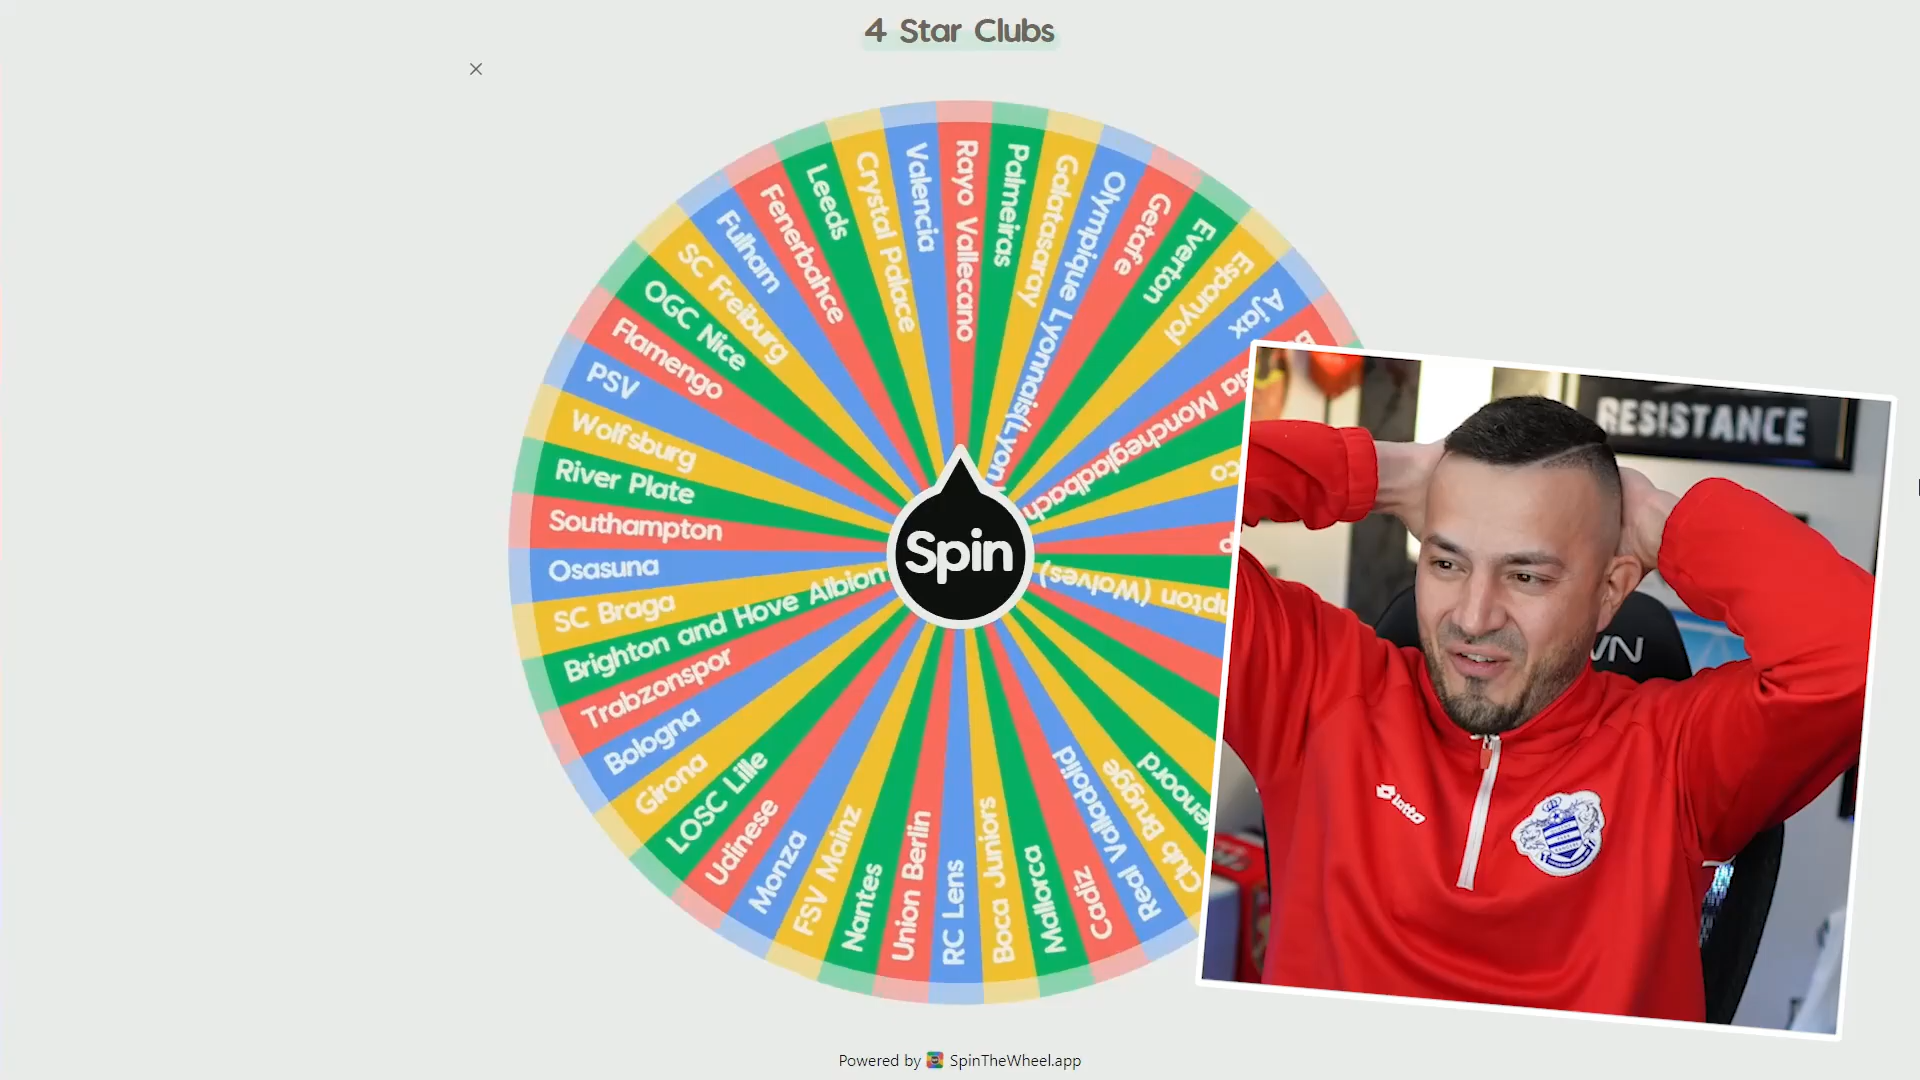 4 Star Clubs
Valencia
Rayo Vallecano
Palmeiras
Galatasaray
Olympique Lyonnais(Lyon
Getafe
Everton
Espanyol
Ajax
Real Valladolid
Cadiz
Mallorca
Boca Juniors
RC Lens
Union Berlin
Nantes
FSV Mainz
Monza
Udinese
LOSC Lille
Girona
Bologna
Trabzonspor
Brighton and Hove Albion
SC Braga
Osasuna
Southampton
River Plate
Wolfsburg
PSV
Flamengo
OGC Nice
SC Freiburg
Fulham
Fenerbahce
Leeds
Crystal Palace
Club Brugge
(Wolves)
Monchegladbach
Spin
RESISTANCE
lotto
Powered by SpinTheWheel.app